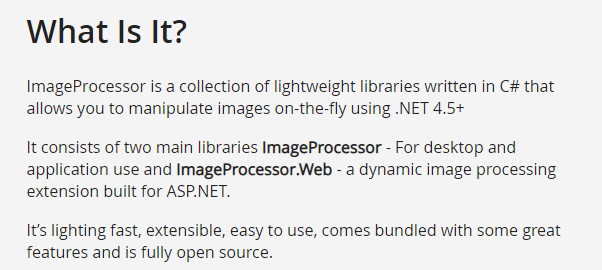 What Is It?
ImageProcessor is a collection of lightweight libraries written in C# that
allows you to manipulate images on-the-fly using .NET 4.5+
It consists of two main libraries ImageProcessor - For desktop and
application use and ImageProcessor.Web - a dynamic image processing
extension built for ASP.NET.
It’s lighting fast, extensible, easy to use, comes bundled with some great
features and is fully open source.